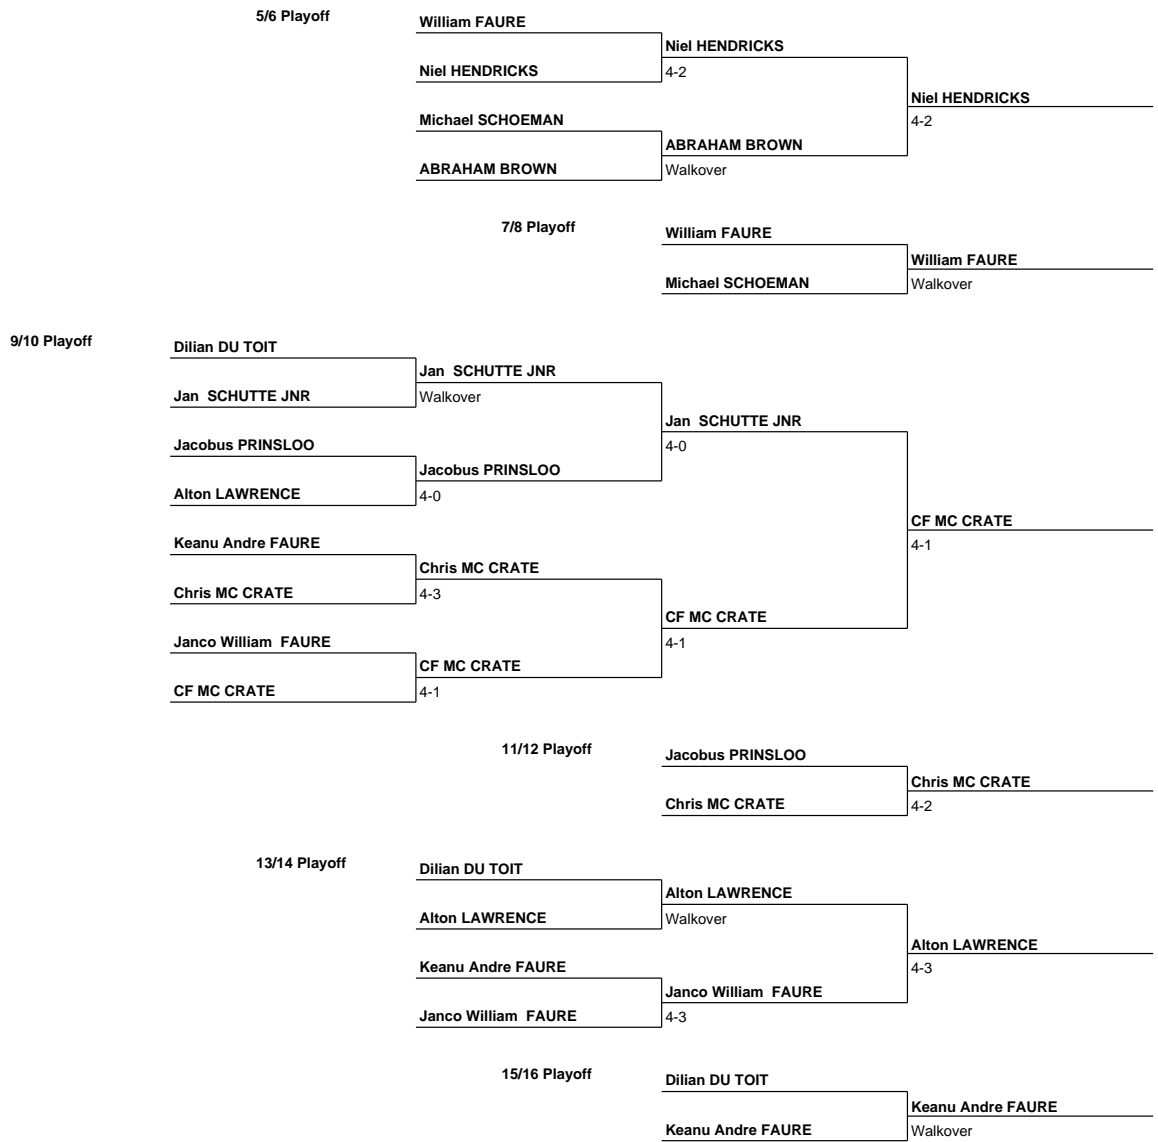 5/6 Playoff
William FAURE
Niel HENDRICKS
Niel HENDRICKS
4-2
Niel HENDRICKS
4-2
Michael SCHOEMAN
ABRAHAM BROWN
ABRAHAM BROWN
Walkover
7/8 Playoff
William FAURE
William FAURE
Michael SCHOEMAN
Walkover
9/10 Playoff
Dilian DU TOIT
Jan  SCHUTTE JNR
Jan  SCHUTTE JNR
Walkover
Jan  SCHUTTE JNR
4-0
Jacobus PRINSLOO
Jacobus PRINSLOO
Alton LAWRENCE
4-0
CF MC CRATE
4-1
Keanu Andre FAURE
Chris MC CRATE
Chris MC CRATE
4-3
CF MC CRATE
4-1
Janco William  FAURE
CF MC CRATE
CF MC CRATE
4-1
11/12 Playoff
Jacobus PRINSLOO
Chris MC CRATE
Chris MC CRATE
4-2
13/14 Playoff
Dilian DU TOIT
Alton LAWRENCE
Alton LAWRENCE
Walkover
Alton LAWRENCE
4-3
Keanu Andre FAURE
Janco William  FAURE
Janco William  FAURE
4-3
15/16 Playoff
Dilian DU TOIT
Keanu Andre FAURE
Keanu Andre FAURE
Walkover